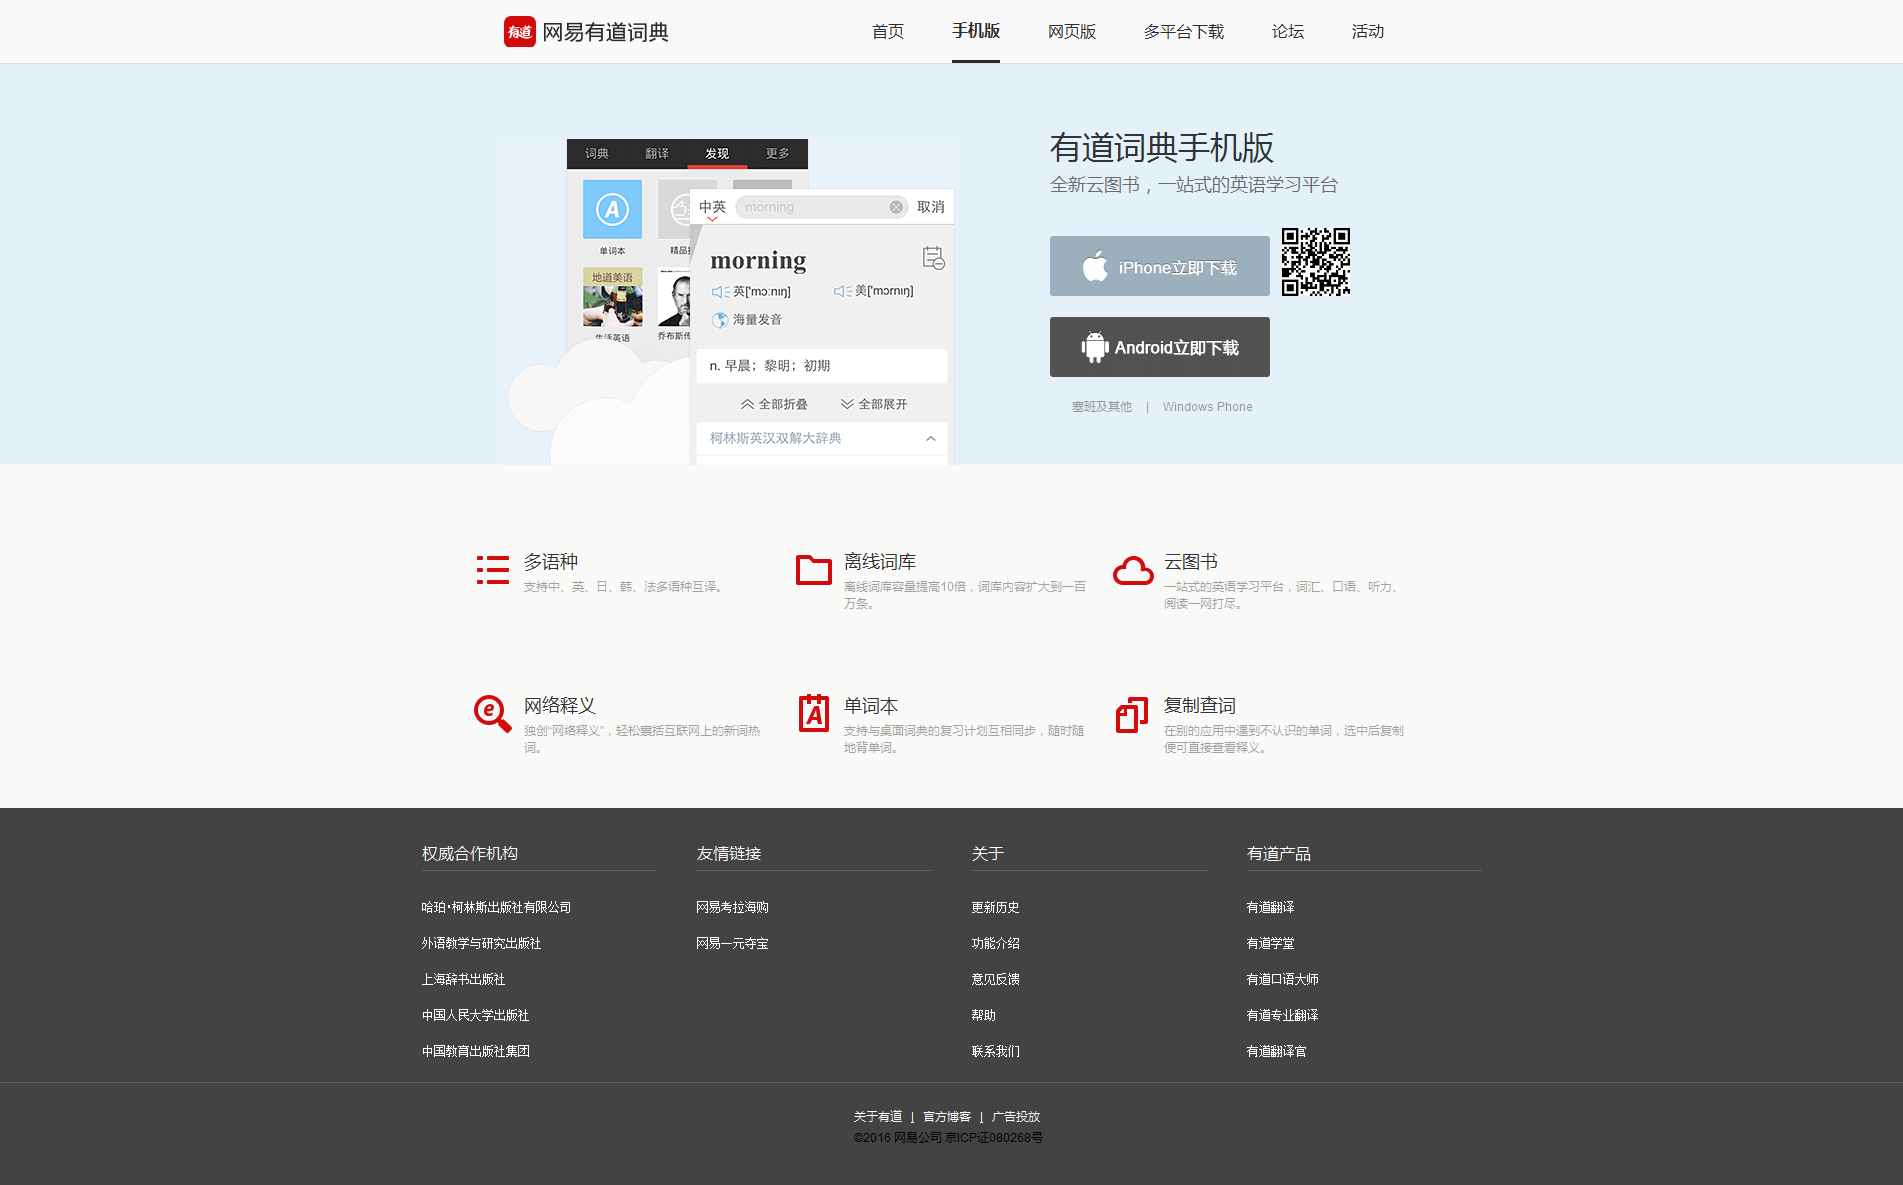 有道 网易有道词典
首页
手机版
网页版
多平台下载
论坛
活动
词典 翻译 发现 更多
单词本
地道美语
生活英语
中英 morning 取消
morning
英['mɔ:nɪŋ] 美['mɔrnɪŋ]
海量发音
n. 早晨；黎明；初期
全部折叠 全部展开
柯林斯英汉双解大辞典
有道词典手机版
全新云图书，一站式的英语学习平台
iPhone立即下载
Android立即下载
塞班及其他 | Windows Phone
多语种
支持中、英、日、韩、法多语种互译。
离线词库
离线词库容量提高10倍，词库内容扩大到一百
万条。
云图书
一站式的英语学习平台，词汇、口语、听力、
阅读一网打尽。
网络释义
独创“网络释义”，轻松囊括互联网上的新词热
词。
单词本
支持与桌面词典的复习计划互相同步，随时随
地背单词。
复制查词
在别的应用中遇到不认识的单词，选中后复制
便可直接查看释义。
权威合作机构
哈珀·柯林斯出版社有限公司
外语教学与研究出版社
上海辞书出版社
中国人民大学出版社
中国教育出版社集团
友情链接
网易考拉海购
网易一元夺宝
关于
更新历史
功能介绍
意见反馈
帮助
联系我们
有道产品
有道翻译
有道学堂
有道口语大师
有道专业翻译
有道翻译官
关于有道 | 官方博客 | 广告投放
©2016 网易公司 京ICP证080268号